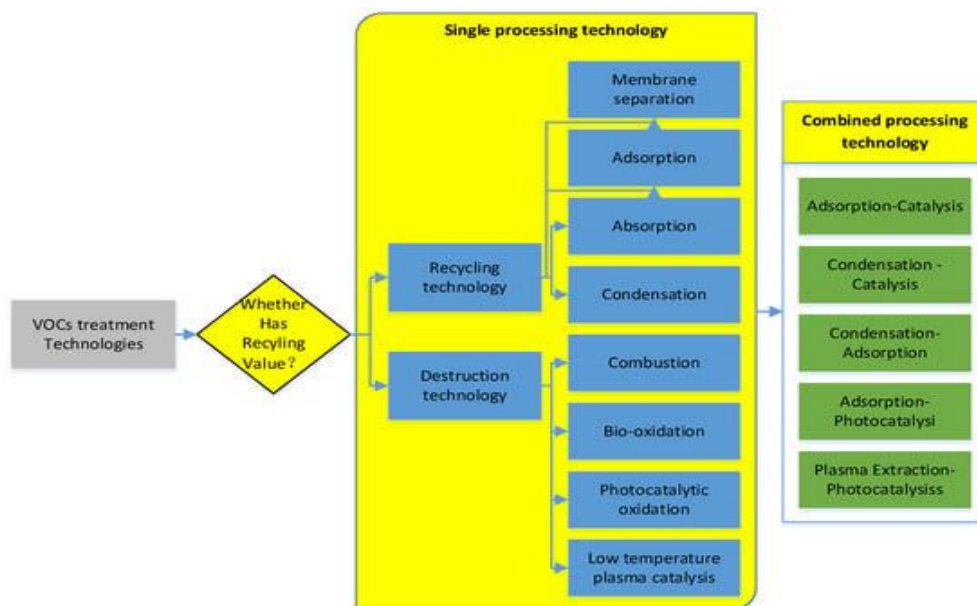 Single processing technology
Membrane
separation
Adsorption
Absorption
Condensation
Recycling
technology
VOCs treatment
Technologies
Whether
Has
Recyling
Value?
Destruction
technology
Combustion
Bio-oxidation
Photocatalytic
oxidation
Low temperature
plasma catalysis
Combined processing
technology
Adsorption-Catalysis
Condensation -
Catalysis
Condensation-
Adsorption
Adsorption-
Photocatalysi
Plasma Extraction-
Photocatalysiss